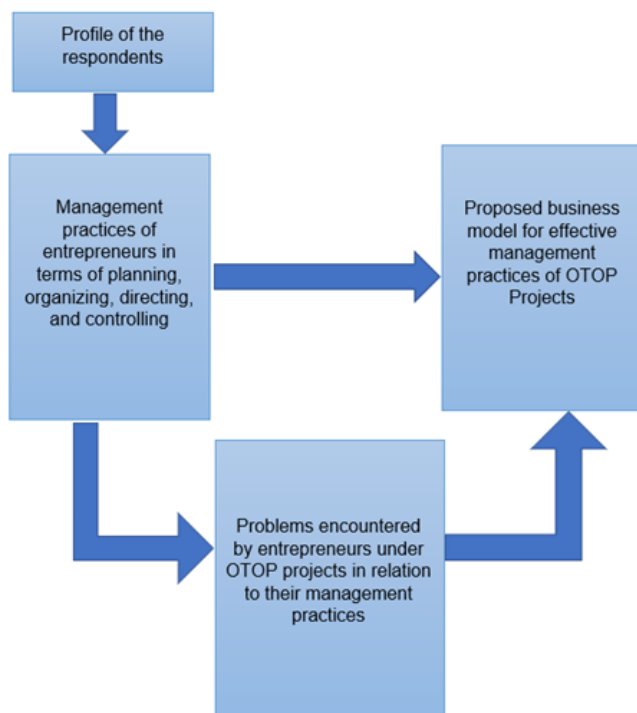 Profile of the
respondents
Management
practices of
entrepreneurs in
terms of planning,
organizing, directing,
and controlling
Proposed business
model for effective
management
practices of OTOP
Projects
Problems encountered
by entrepreneurs under
OTOP projects in relation
to their management
practices